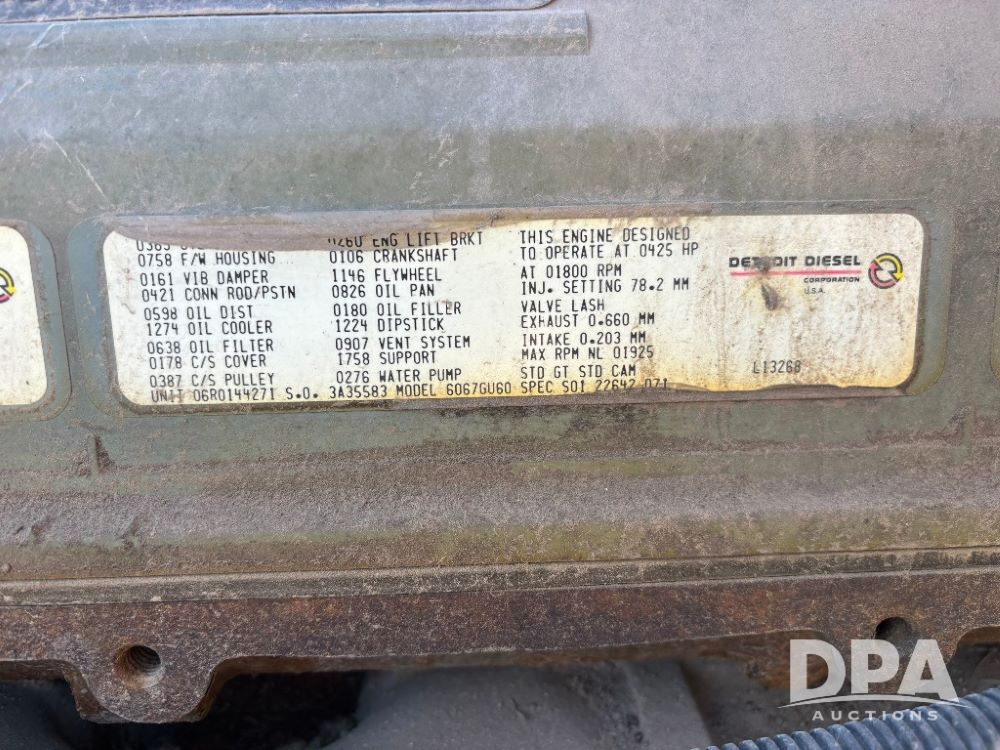 0260 ENG LIFT BRKT
0758 F/W HOUSING
0106 CRANKSHAFT
0161 VIB DAMPER
1146 FLYWHEEL
0421 CONN ROD/PSTN
0826 OIL PAN
0598 OIL DIST
0180 OIL FILLER
1274 OIL COOLER
1224 DIPSTICK
0638 OIL FILTER
0907 VENT SYSTEM
0178 C/S COVER
1758 SUPPORT
0387 C/S PULLEY
0276 WATER PUMP
THIS ENGINE DESIGNED
TO OPERATE AT 0425 HP
AT 01800 RPM
INJ. SETTING 78.2 MM
VALVE LASH
EXHAUST 0.660 MM
INTAKE 0.203 MM
MAX RPM NL 01925
STD GT STD CAM
UNIT 06R0144271 S.O. 3A35583 MODEL 6067GU60 SPEC S01 22642 071
DETROIT DIESEL
CORPORATION
U.S.A.
L13268
DPA
AUCTIONS